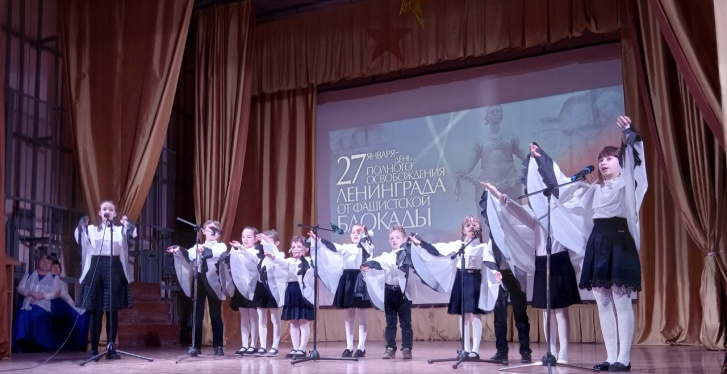 27 ЯНВАРЯ-
ДЕНЬ
ПОЛНОГО
ОСВОБОЖДЕНИЯ
ЛЕНИНГРАДА
ОТ ФАШИСТСКОЙ
БЛОКАДЫ